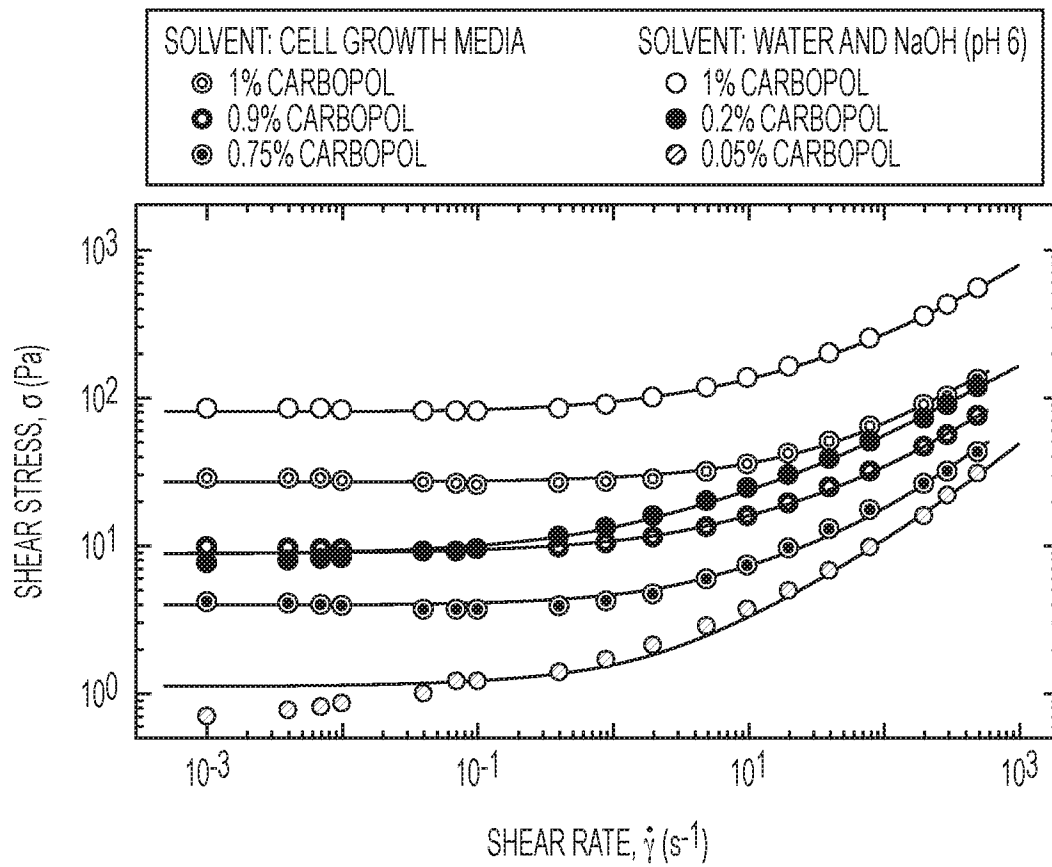 SOLVENT: CELL GROWTH MEDIA
1% CARBOPOL
0.9% CARBOPOL
0.75% CARBOPOL
SOLVENT: WATER AND NaOH (pH 6)
1% CARBOPOL
0.2% CARBOPOL
0.05% CARBOPOL
SHEAR STRESS, σ (Pa)
10³
10²
10¹
10⁰
10⁻³
10⁻¹
10¹
10³
SHEAR RATE, γ̇ (s⁻¹)